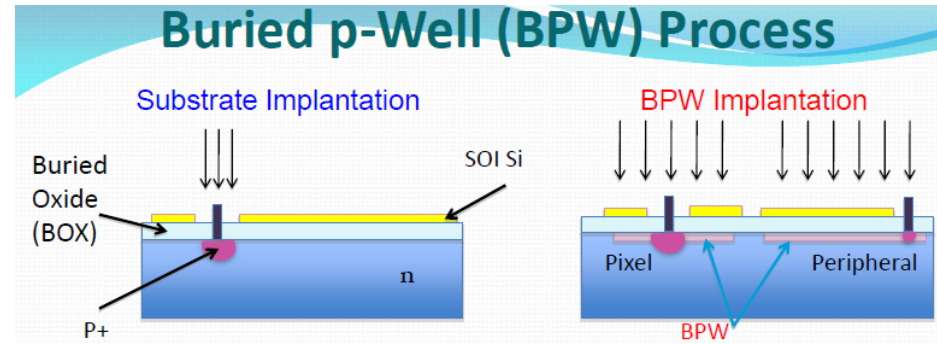 Buried p-Well (BPW) Process
Substrate Implantation
BPW Implantation
Buried
Oxide
(BOX)
SOI Si
n
P+
Pixel
Peripheral
BPW